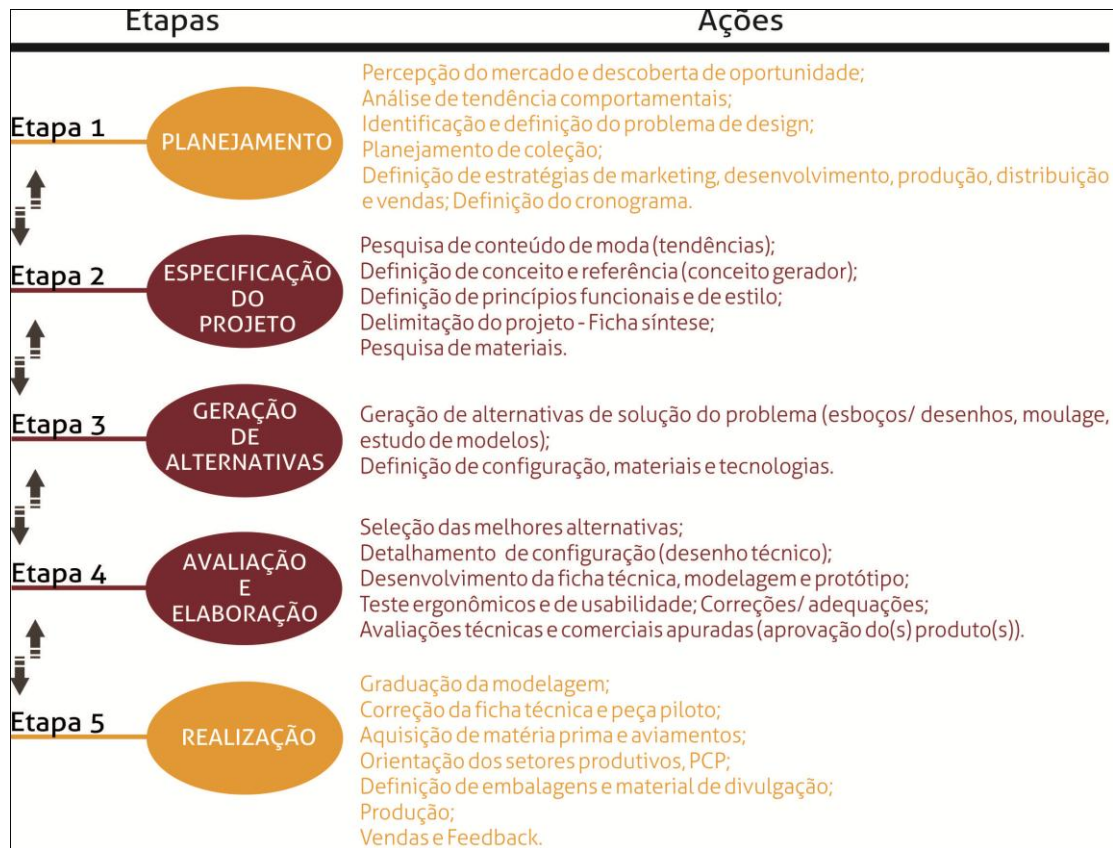 Etapas
Ações
Etapa 1
PLANEJAMENTO
Percepção do mercado e descoberta de oportunidade;
Análise de tendência comportamentais;
Identificação e definição do problema de design;
Planejamento de coleção;
Definição de estratégias de marketing, desenvolvimento, produção, distribuição
e vendas; Definição do cronograma.
Etapa 2
ESPECIFICAÇÃO
DO
PROJETO
Pesquisa de conteúdo de moda (tendências);
Definição de conceito e referência (conceito gerador);
Definição de princípios funcionais e de estilo;
Delimitação do projeto - Ficha síntese;
Pesquisa de materiais.
Etapa 3
GERAÇÃO
DE
ALTERNATIVAS
Geração de alternativas de solução do problema (esboços/ desenhos, moulage,
estudo de modelos);
Definição de configuração, materiais e tecnologias.
Etapa 4
AVALIAÇÃO
E
ELABORAÇÃO
Seleção das melhores alternativas;
Detalhamento de configuração (desenho técnico);
Desenvolvimento da ficha técnica, modelagem e protótipo;
Teste ergonômicos e de usabilidade; Correções/ adequações;
Avaliações técnicas e comerciais apuradas (aprovação do(s) produto(s)).
Etapa 5
REALIZAÇÃO
Graduação da modelagem;
Correção da ficha técnica e peça piloto;
Aquisição de matéria prima e aviamentos;
Orientação dos setores produtivos, PCP;
Definição de embalagens e material de divulgação;
Produção;
Vendas e Feedback.